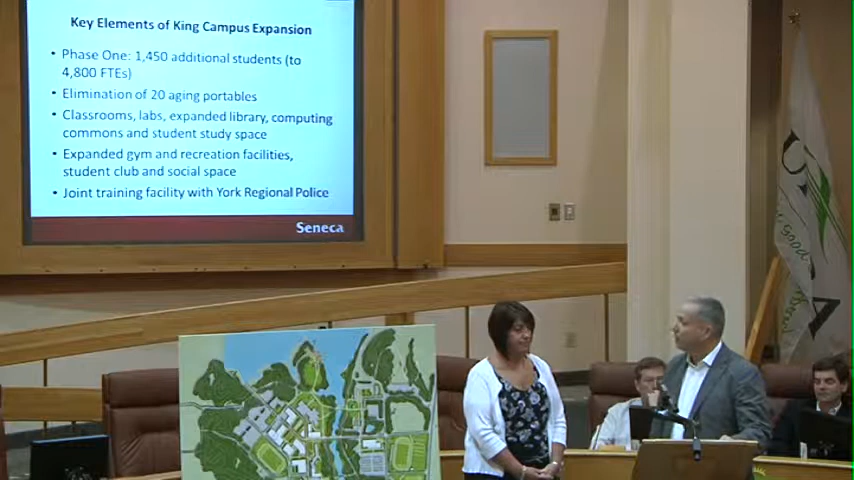 Key Elements of King Campus Expansion
• Phase One: 1,450 additional students (to
4,800 FTEs)
• Elimination of 20 aging portables
• Classrooms, labs, expanded library, computing
commons and student study space
• Expanded gym and recreation facilities,
student club and social space
• Joint training facility with York Regional Police
Seneca